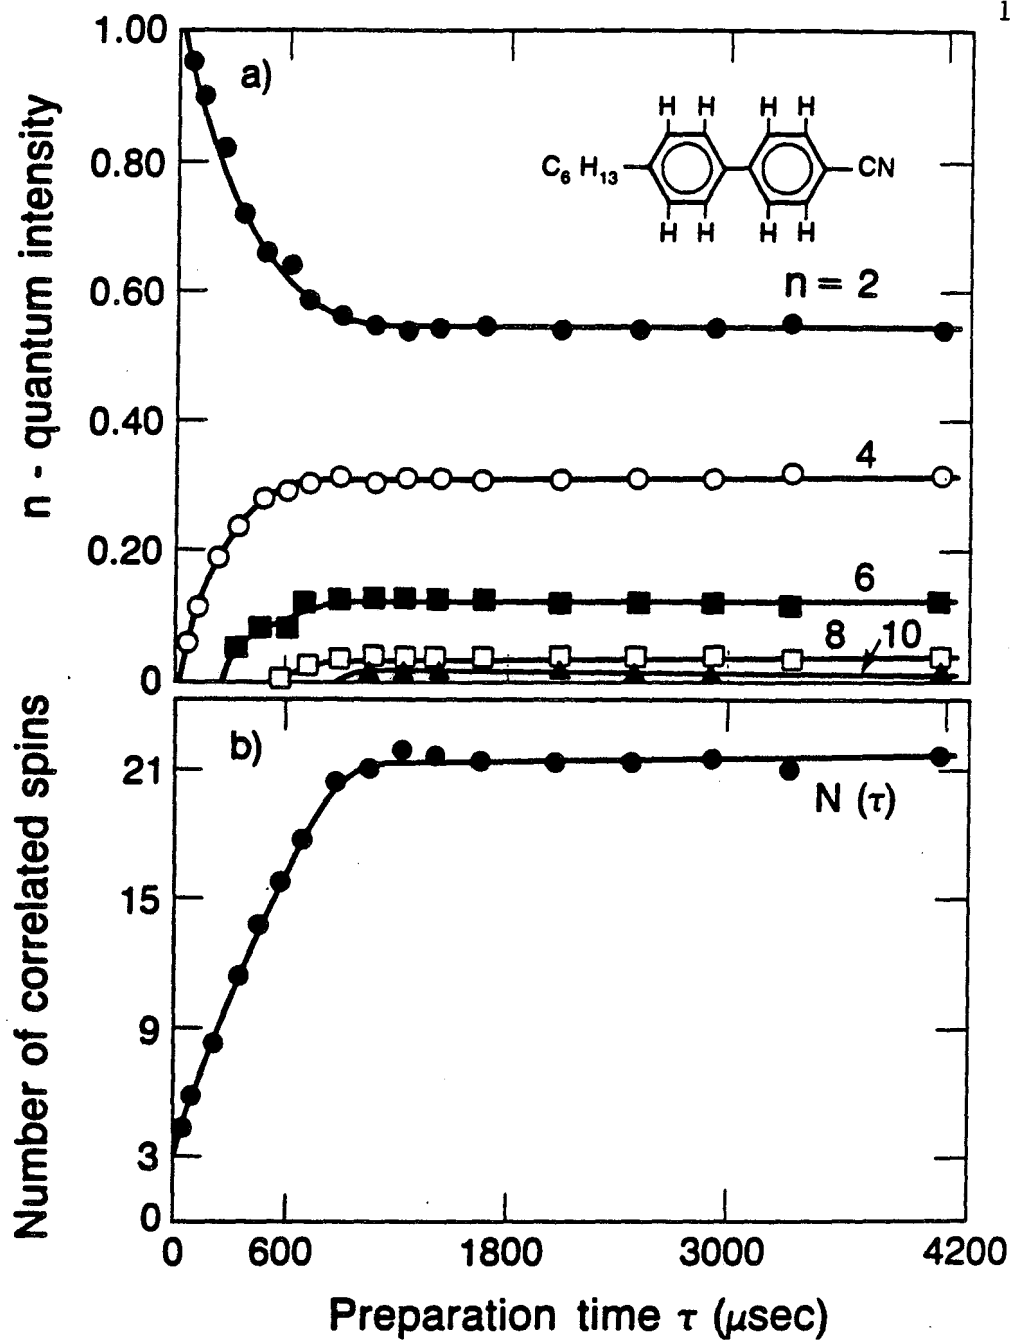 1
1.00
a)
H H H H
C6 H13 CN
H H H H
0.80
n = 2
0.60
0.40
4
0.20
6
8 10
0
n - quantum intensity
b)
21
N (τ)
15
9
3
0
Number of correlated spins
0 600 1800 3000 4200
Preparation time τ (μsec)